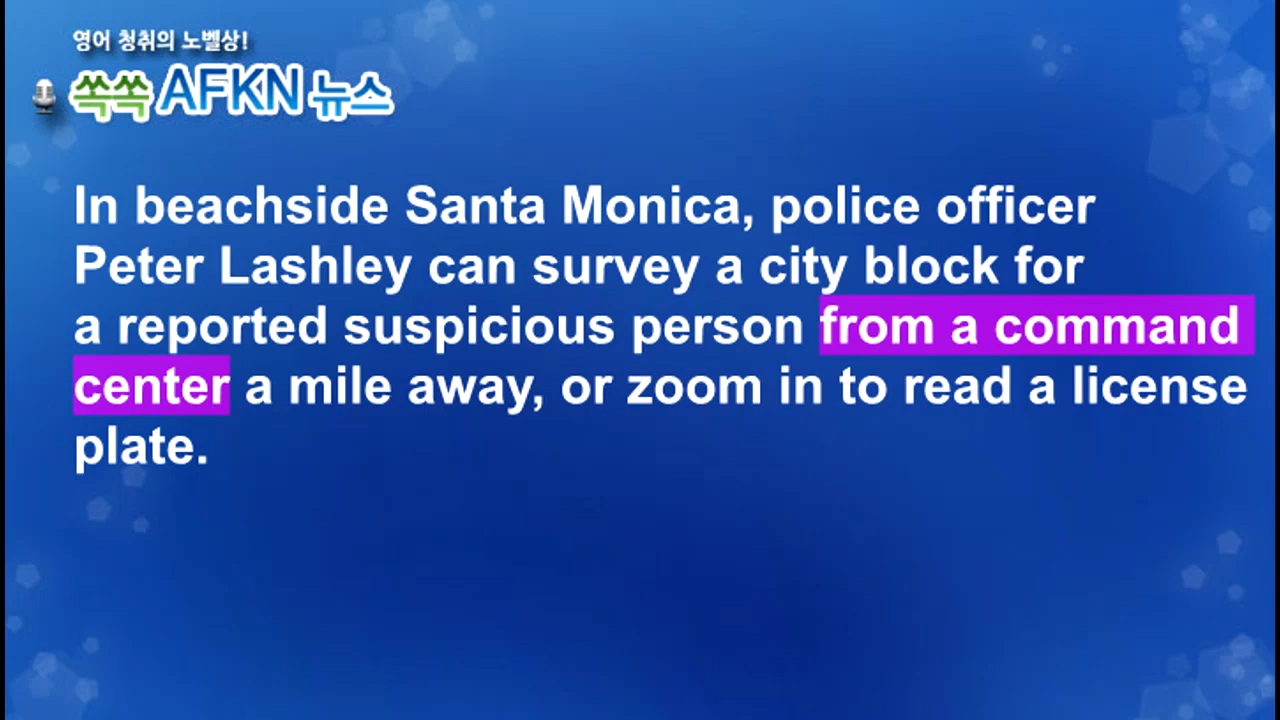 영어 청취의 노벨상!
쏙쏙 AFKN 뉴스
In beachside Santa Monica, police officer
Peter Lashley can survey a city block for
a reported suspicious person from a command
center a mile away, or zoom in to read a license
plate.